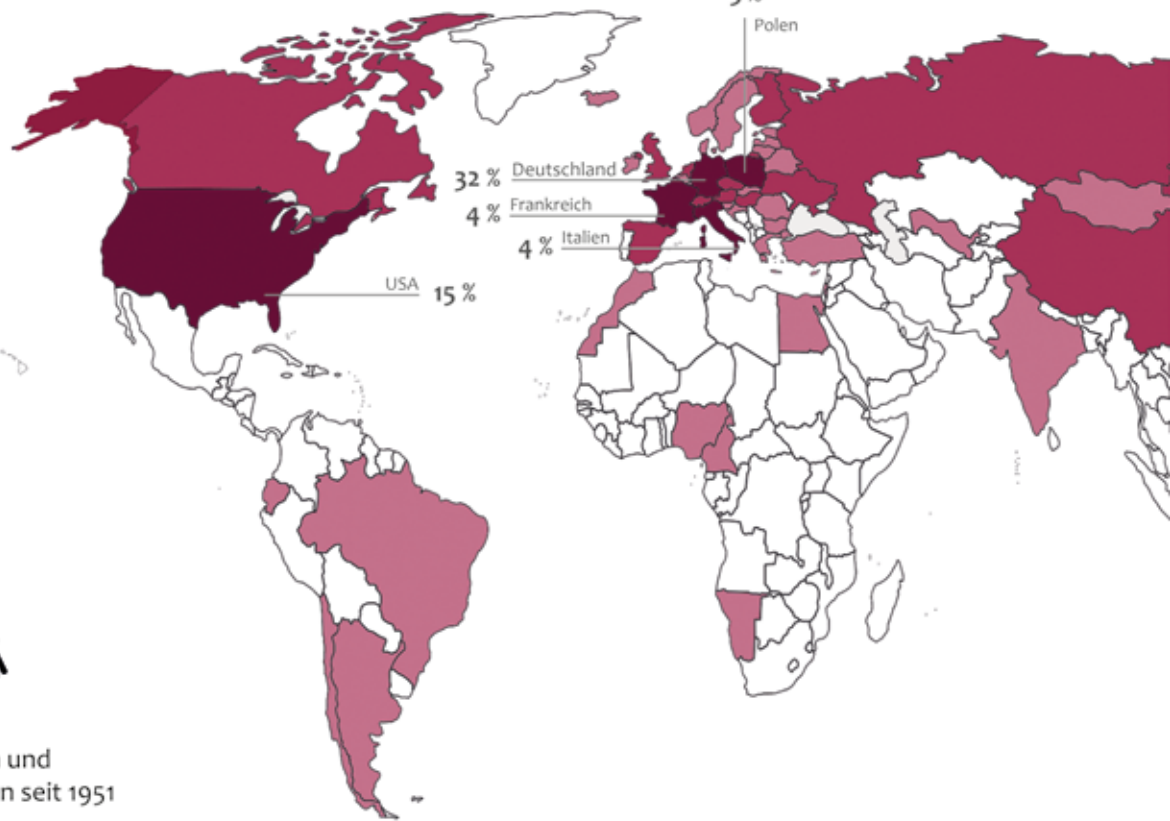 Polen
32 % Deutschland
4 % Frankreich
4 % Italien
USA 15 %
und
n seit 1951